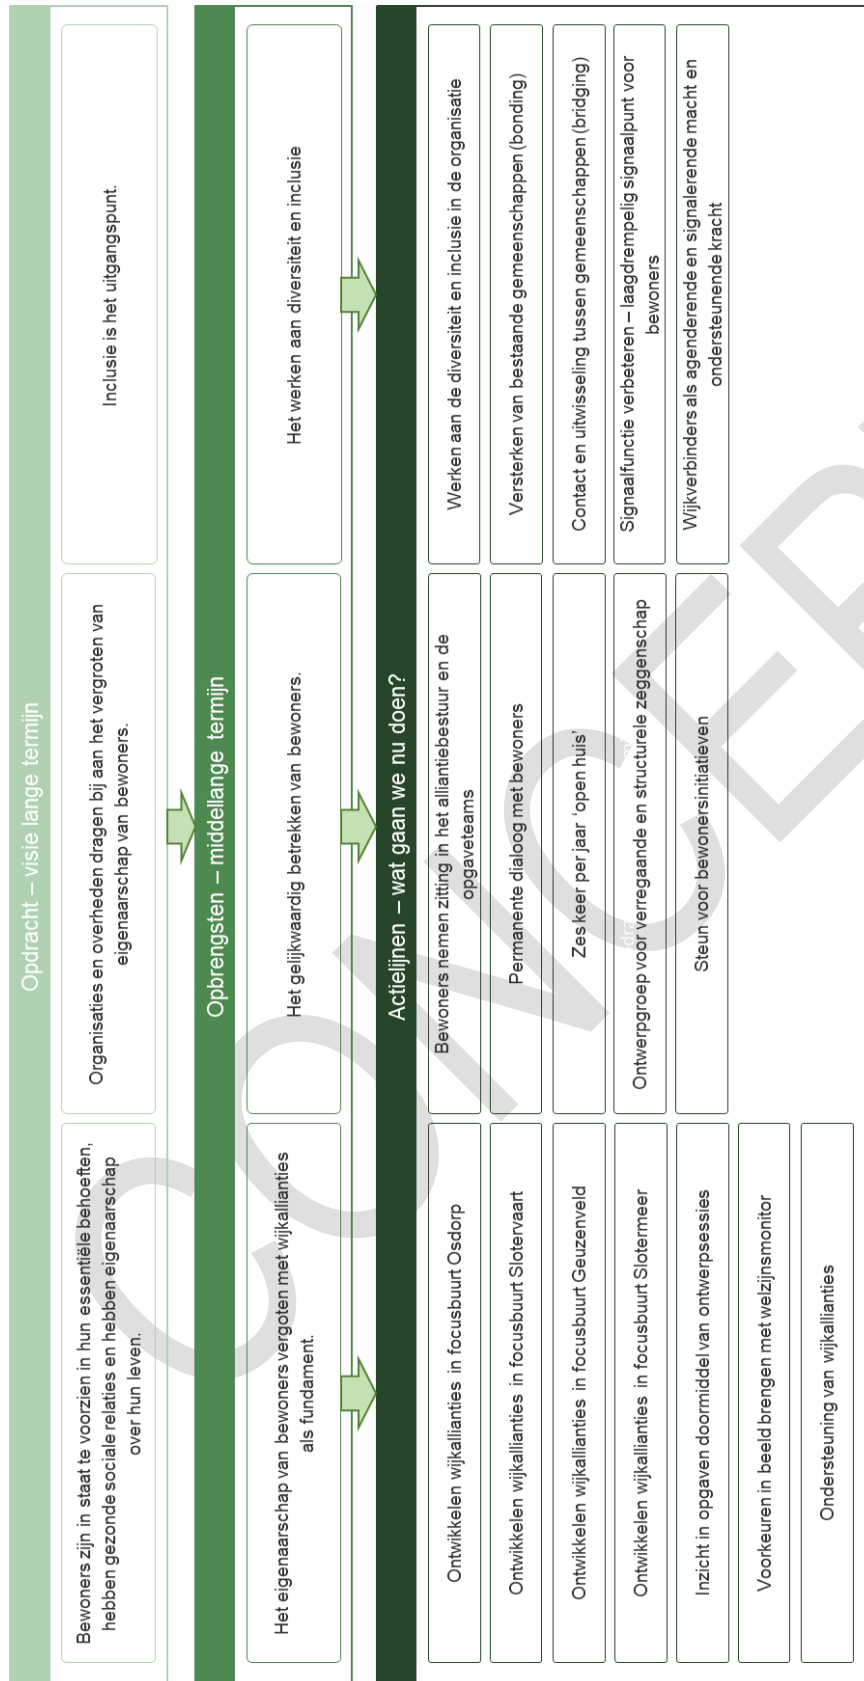 Opdracht – visie lange termijn
Bewoners zijn in staat te voorzien in hun essentiële behoeften,
hebben gezonde sociale relaties en hebben eigenaarschap
over hun leven.
Organisaties en overheden dragen bij aan het vergroten van
eigenaarschap van bewoners.
Inclusie is het uitgangspunt.
Opbrengsten – middellange termijn
Het eigenaarschap van bewoners vergoten met wijkallianties
als fundament.
Het gelijkwaardig betrekken van bewoners.
Het werken aan diversiteit en inclusie
Actielijnen – wat gaan we nu doen?
Ontwikkelen wijkallianties in focusbuurt Osdorp
Ontwikkelen wijkallianties in focusbuurt Slotervaart
Ontwikkelen wijkallianties in focusbuurt Geuzenveld
Ontwikkelen wijkallianties in focusbuurt Slotermeer
Inzicht in opgaven doormiddel van ontwerpsessies
Voorkeuren in beeld brengen met welzijnsmonitor
Ondersteuning van wijkallianties
Bewoners nemen zitting in het alliantiebestuur en de
opgaveteams
Permanente dialoog met bewoners
Zes keer per jaar ‘open huis’
Ontwerpgroep voor verregaande en structurele zeggenschap
Steun voor bewonersinitiatieven
Werken aan de diversiteit en inclusie in de organisatie
Versterken van bestaande gemeenschappen (bonding)
Contact en uitwisseling tussen gemeenschappen (bridging)
Signaalfunctie verbeteren – laagdrempelig signaalpunt voor
bewoners
Wijkverbinders als agenderende en signalerende macht en
ondersteunende kracht
CONCEP